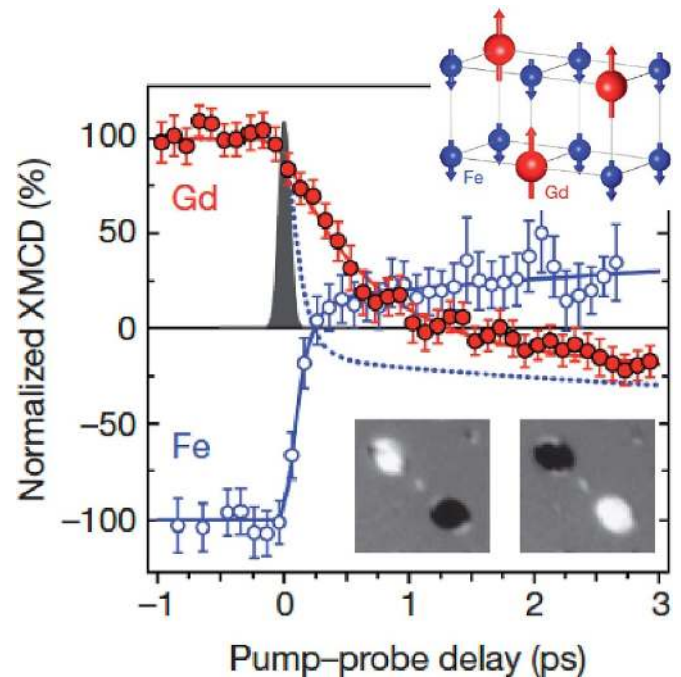 Fe
Gd
100
50
0
−50
−100
Normalized XMCD (%)
Gd
Fe
−1
0
1
2
3
Pump–probe delay (ps)